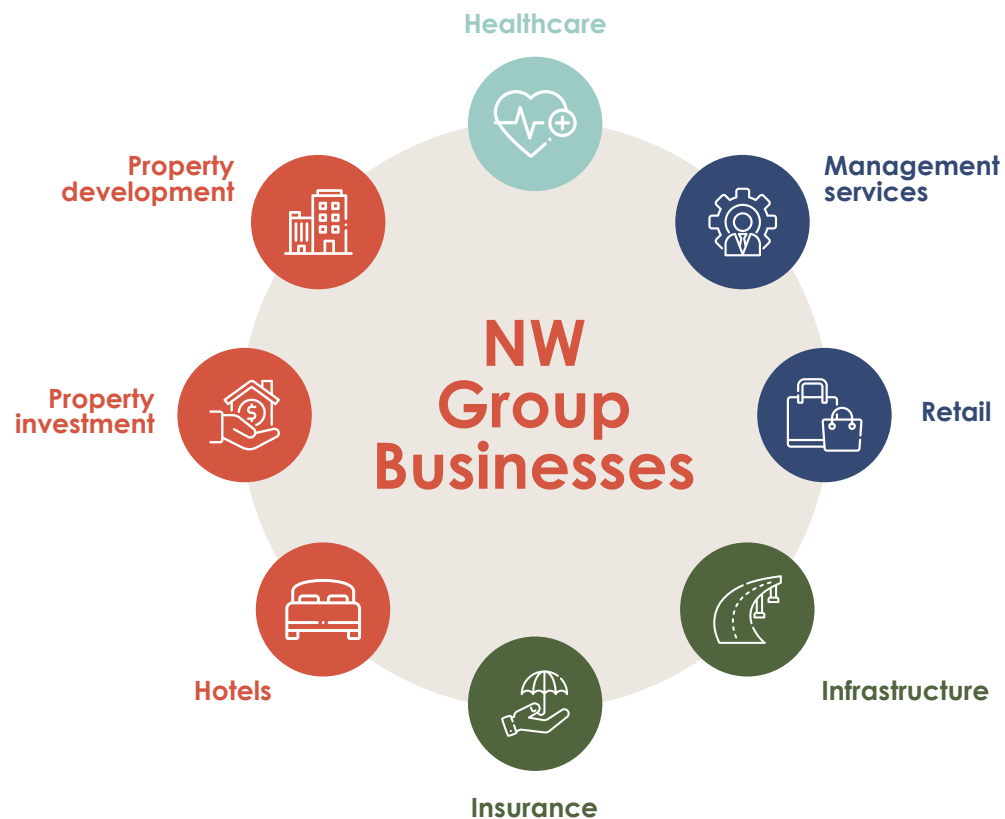 Healthcare
Property
development
Management
services
NW
Group
Businesses
Property
investment
Retail
Hotels
Infrastructure
Insurance